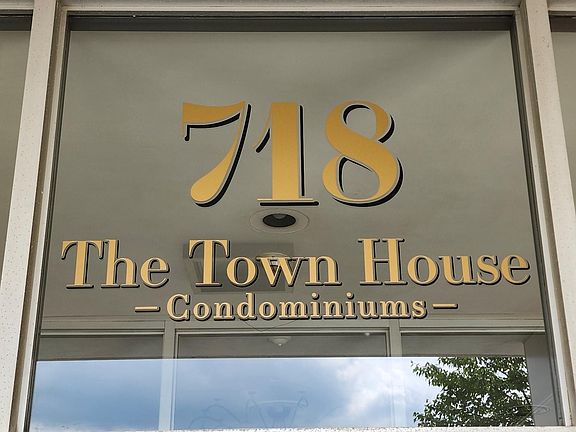 718
The Town House
– Condominiums –